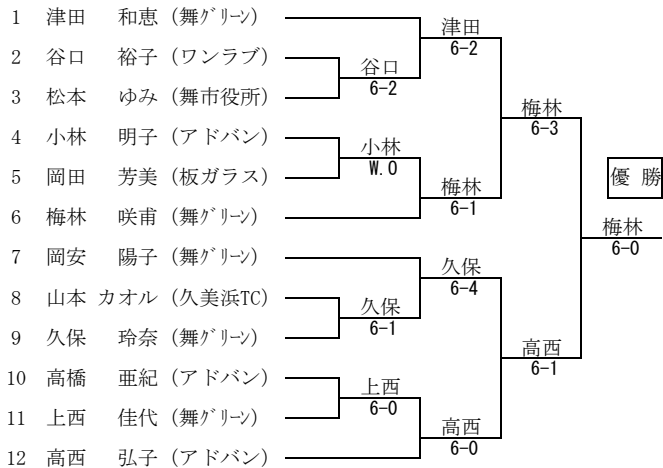 1 津田 和恵 (舞グリーン)
2 谷口 裕子 (ワンラブ)
3 松本 ゆみ (舞市役所)
4 小林 明子 (アドバン)
5 岡田 芳美 (板ガラス)
6 梅林 咲甫 (舞グリーン)
7 岡安 陽子 (舞グリーン)
8 山本 カオル (久美浜TC)
9 久保 玲奈 (舞グリーン)
10 高橋 亜紀 (アドバン)
11 上西 佳代 (舞グリーン)
12 高西 弘子 (アドバン)
谷口
6-2
小林
W.O
久保
6-1
上西
6-0
津田
6-2
梅林
6-1
久保
6-4
高西
6-0
梅林
6-3
高西
6-1
優 勝
梅林
6-0